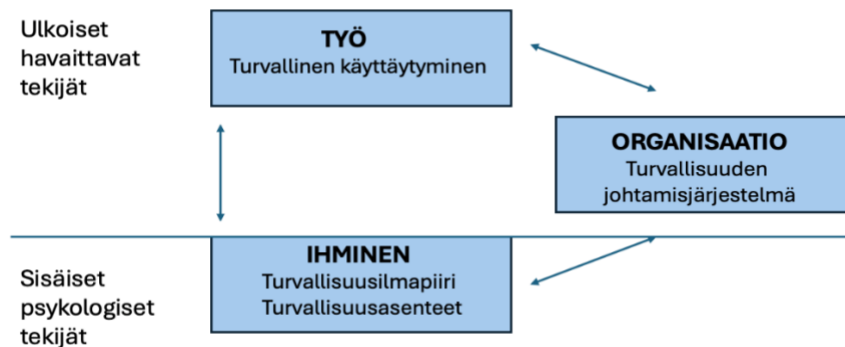 Ulkoiset
havaittavat
tekijät
TYÖ
Turvallinen käyttäytyminen
ORGANISAATIO
Turvallisuuden
johtamisjärjestelmä
IHMINEN
Turvallisuusilmapiiri
Turvallisuusasenteet
Sisäiset
psykologiset
tekijät